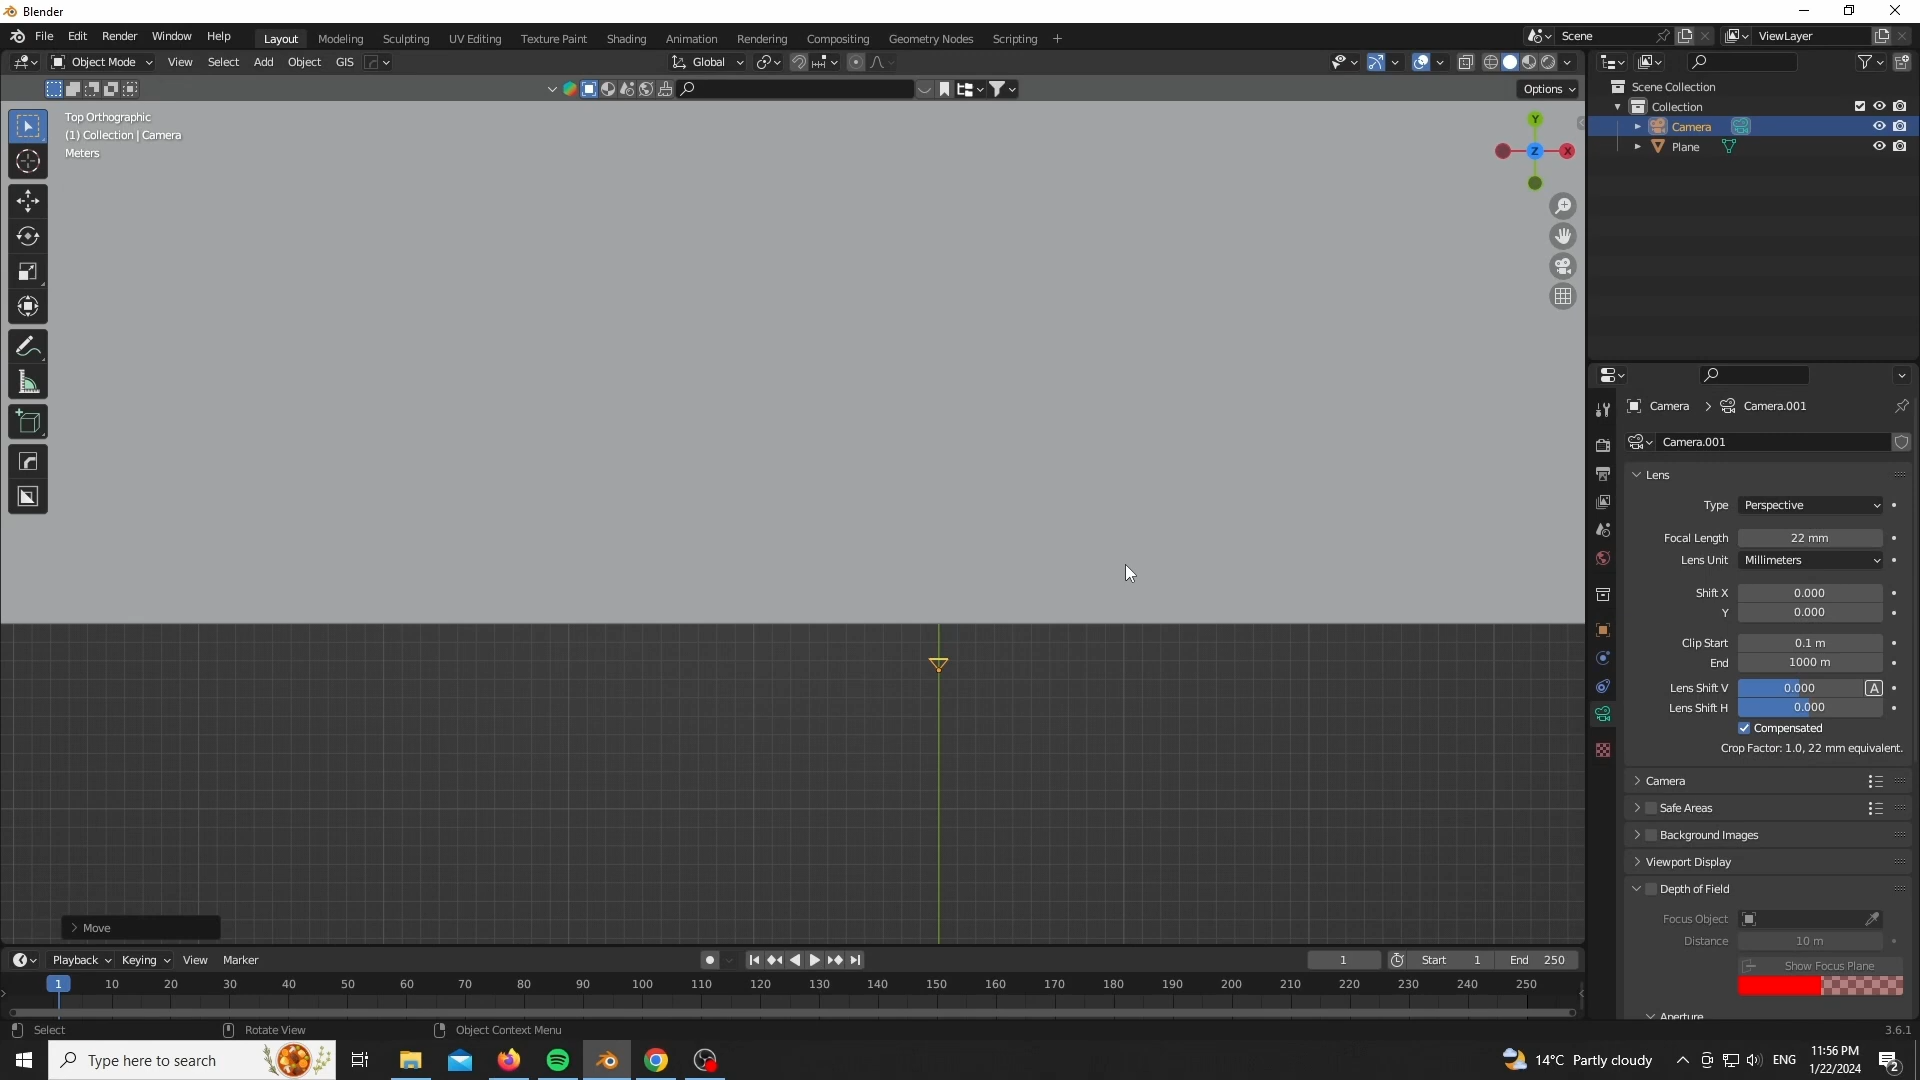 Blender
File Edit Render Window Help Layout Modeling Sculpting UV Editing Texture Paint Shading Animation Rendering Compositing Geometry Nodes Scripting + Scene ViewLayer
Object Mode View Select Add Object GIS Global
Options
Top Orthographic
(1) Collection | Camera
Meters
Y
Z X
Scene Collection
Collection
Camera
Plane
Camera > Camera.001
Camera.001
Lens
Type Perspective
Focal Length 22 mm
Lens Unit Millimeters
Shift X 0.000
Y 0.000
Clip Start 0.1 m
End 1000 m
Lens Shift V 0.000 A
Lens Shift H 0.000
Compensated
Crop Factor: 1.0, 22 mm equivalent.
Camera
Safe Areas
Background Images
Viewport Display
Depth of Field
Focus Object
Distance 10 m
Show Focus Plane
Aperture
Move
Playback Keying View Marker 1 Start 1 End 250
1 10 20 30 40 50 60 70 80 90 100 110 120 130 140 150 160 170 180 190 200 210 220 230 240 250
Select Rotate View Object Context Menu 3.6.1
Type here to search 14°C Partly cloudy ENG 11:56 PM
1/22/2024 2